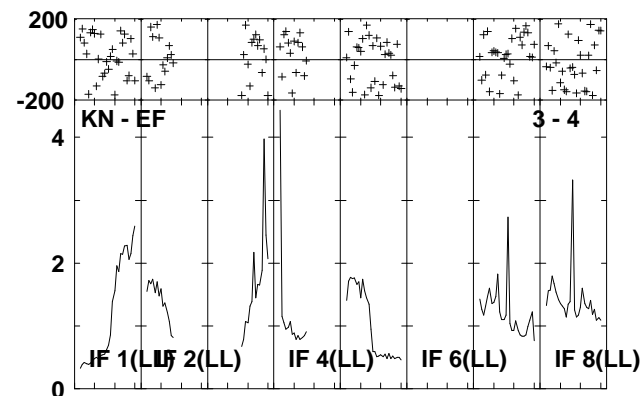 200
-200
KN - EF 3 - 4
4
2
IF 1(LL) IF 2(LL) IF 4(LL) IF 6(LL) IF 8(LL)
0